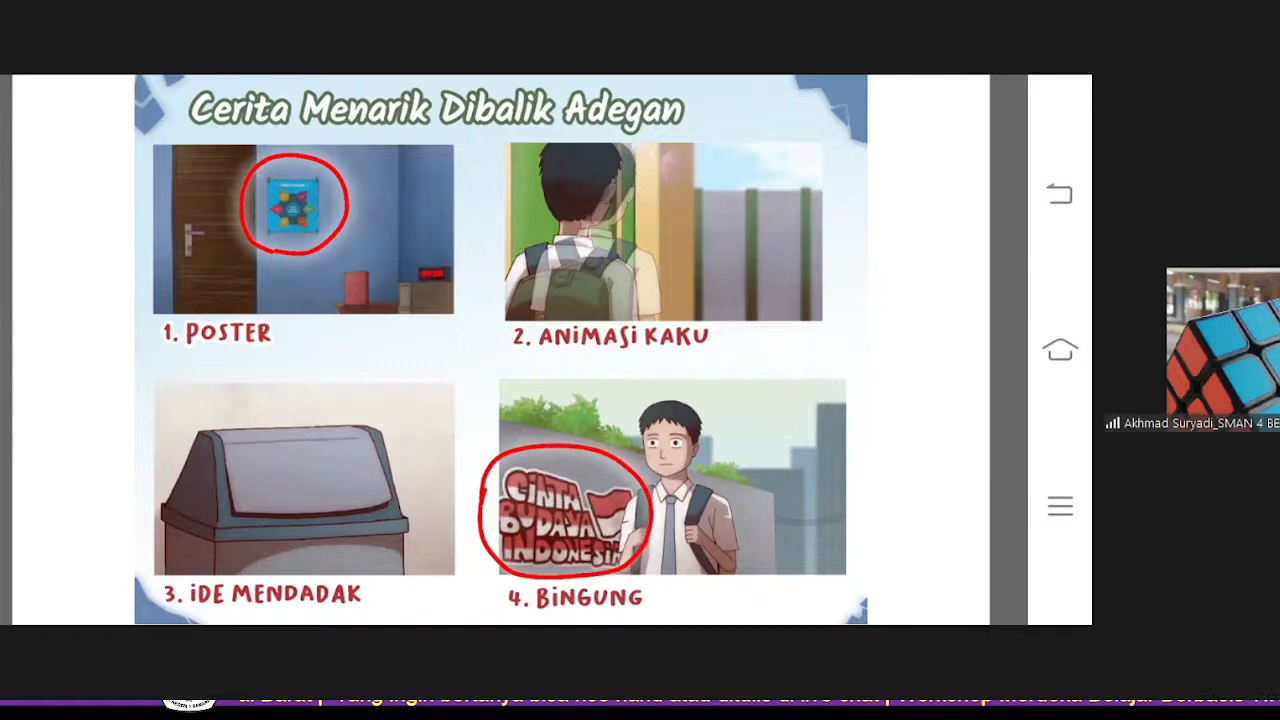 Cerita Menarik Dibalik Adegan
1. POSTER
2. ANIMASI KAKU
CINTA
BUDAYA
INDONESIA
3. IDE MENDADAK
4. BINGUNG
Akhmad Suryadi_SMAN 4 BE